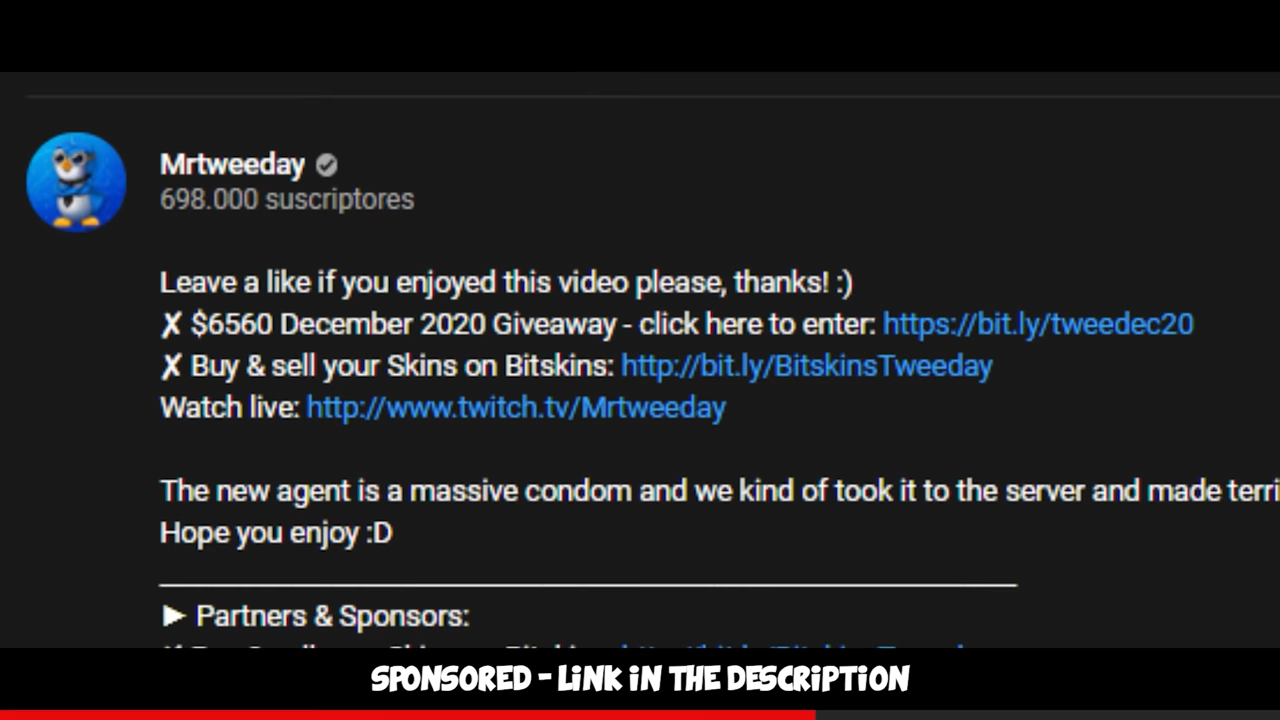 Mrtweeday
698.000 suscriptores
Leave a like if you enjoyed this video please, thanks! :)
✗ $6560 December 2020 Giveaway - click here to enter: https://bit.ly/tweedec20
✗ Buy & sell your Skins on Bitskins: http://bit.ly/BitskinsTweeday
Watch live: http://www.twitch.tv/Mrtweeday
The new agent is a massive condom and we kind of took it to the server and made terri
Hope you enjoy :D
► Partners & Sponsors:
SPONSORED - LINK IN THE DESCRIPTION